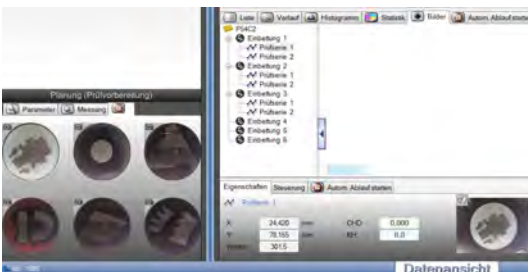 Liste Verlauf Histogramm Statistik Bilder Autom. Ablauf starten
PS4C2
Einbettung 1
Prüfserie 1
Prüfserie 2
Einbettung 2
Prüfserie 1
Prüfserie 2
Einbettung 3
Prüfserie 1
Prüfserie 2
Einbettung 4
Einbettung 5
Einbettung 6
Planung (Prüfvorbereitung)
Parameter Messung
Eigenschaften Steuerung Autom. Ablauf starten
Prüfserie 1
X: 24,420 mm CHD: 0,000
Y: 78,165 mm KH: 0,0
301,5
Datenansicht